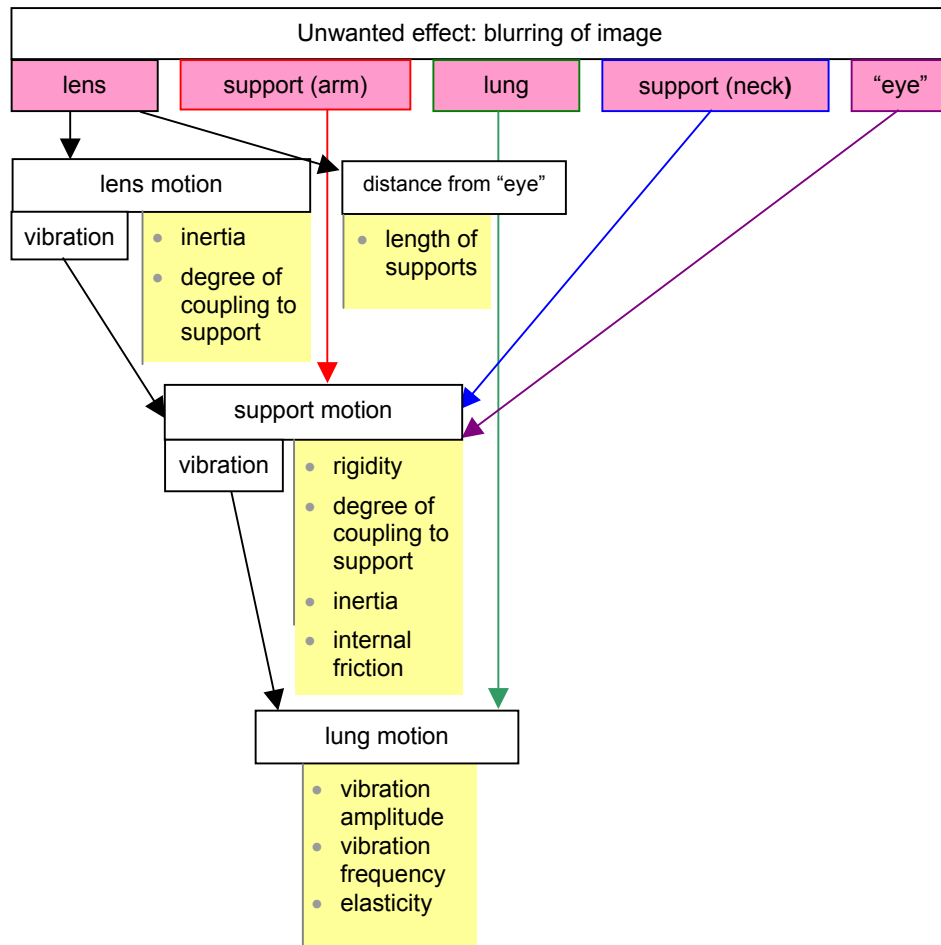 Unwanted effect: blurring of image
lens
support (arm)
lung
support (neck)
“eye”
lens motion
distance from “eye”
vibration
• inertia
• degree of
coupling to
support
• length of
supports
support motion
vibration
• rigidity
• degree of
coupling to
support
• inertia
• internal
friction
lung motion
• vibration
amplitude
• vibration
frequency
• elasticity